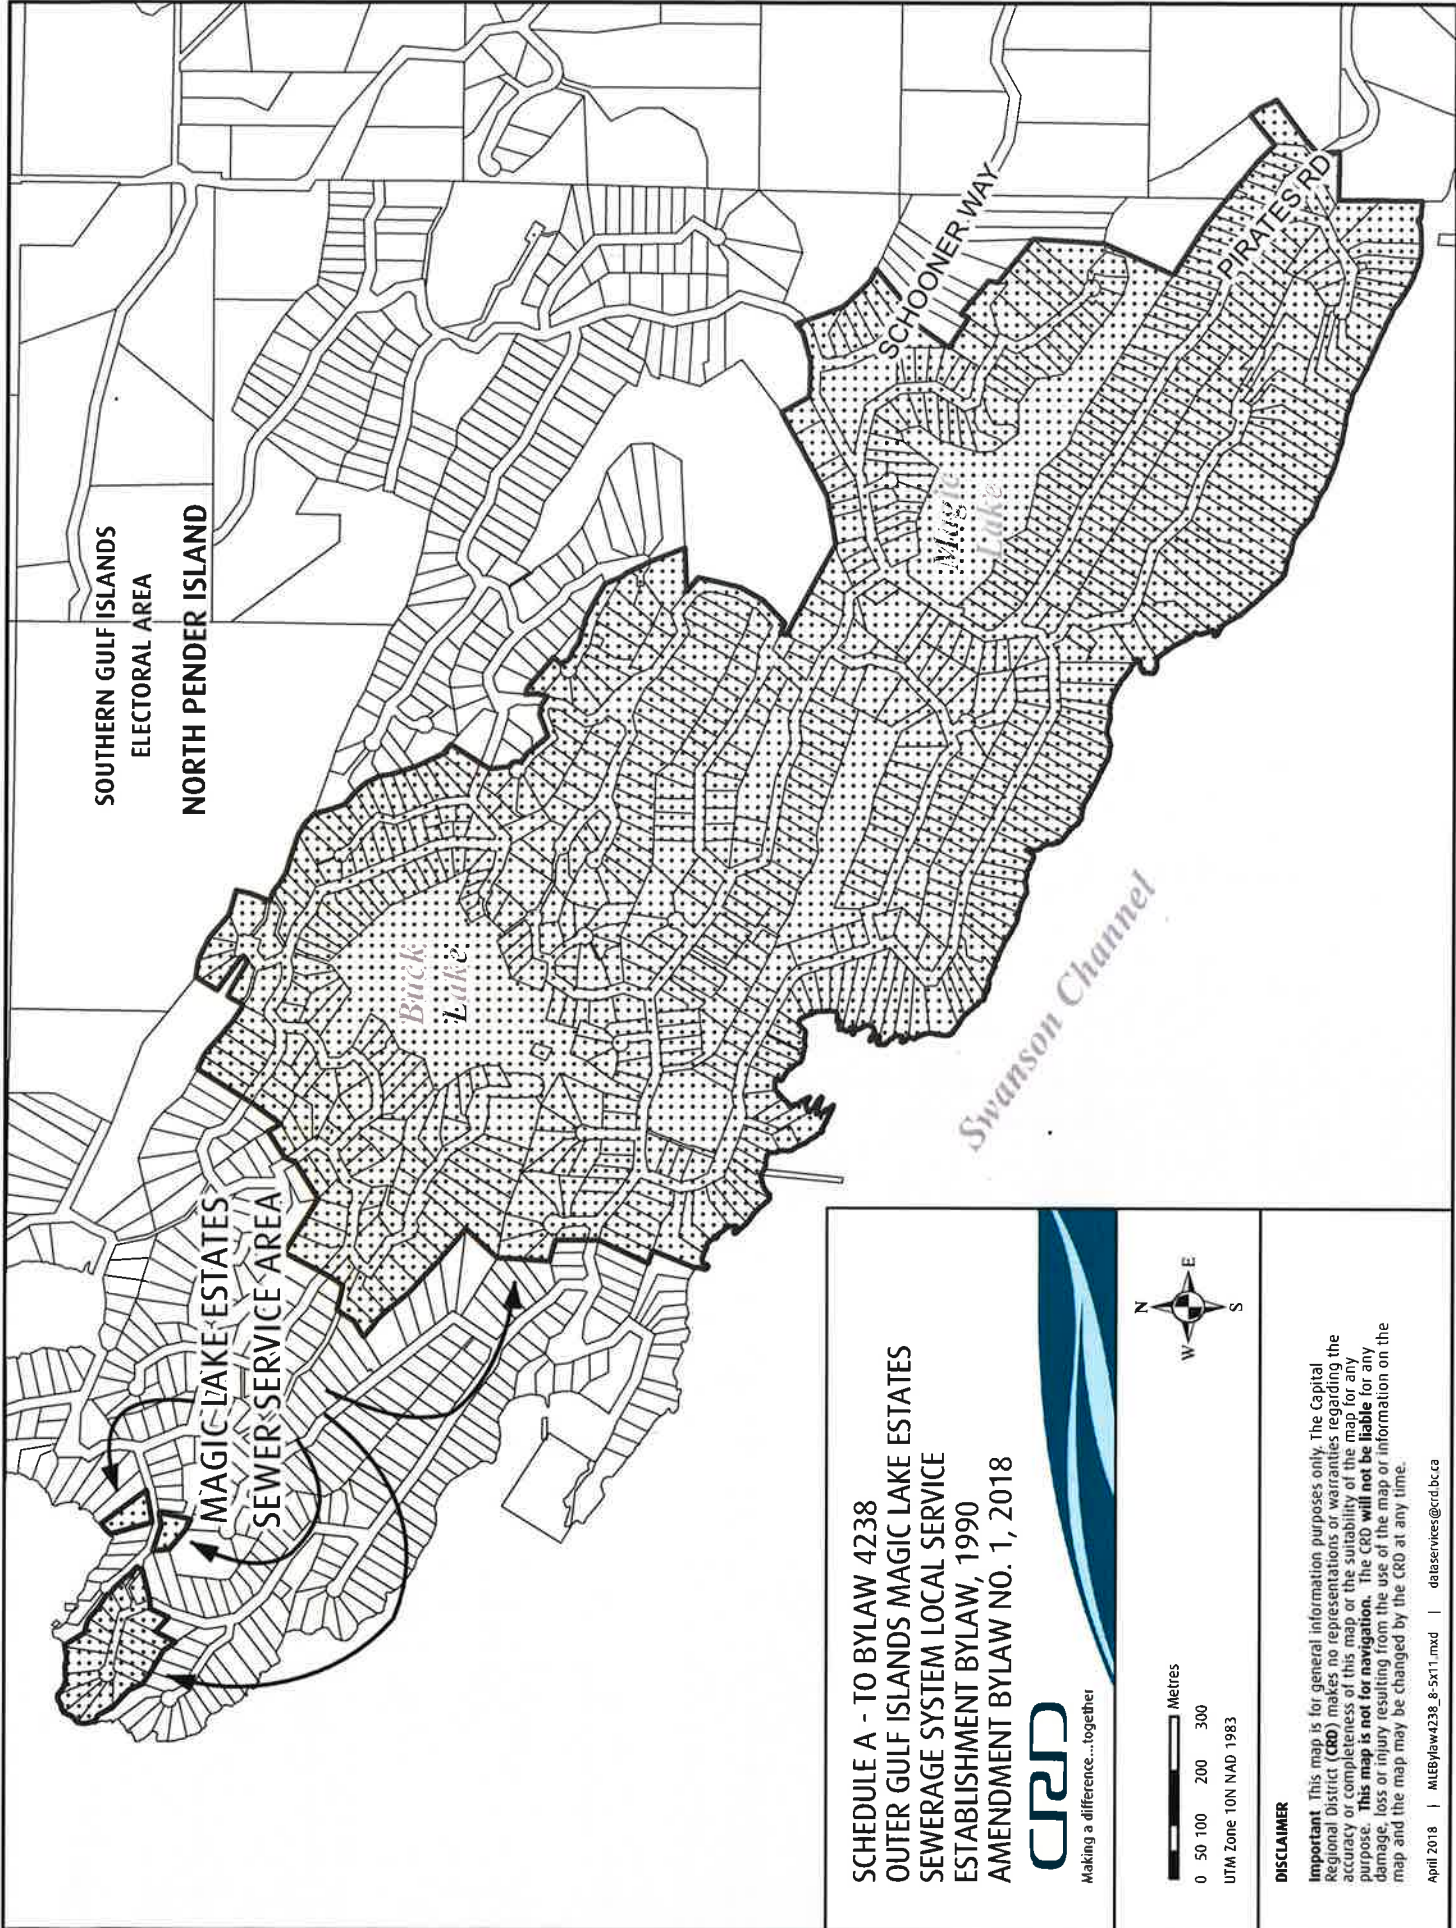 SOUTHERN GULF ISLANDS
ELECTORAL AREA
NORTH PENDER ISLAND
MAGIC LAKE ESTATES
SEWER SERVICE AREA
Buck
Lake
SCHOONER WAY
PIRATES RD
Magic
Lake
Swanson Channel
SCHEDULE A - TO BYLAW 4238
OUTER GULF ISLANDS MAGIC LAKE ESTATES
SEWERAGE SYSTEM LOCAL SERVICE
ESTABLISHMENT BYLAW, 1990
AMENDMENT BYLAW NO. 1, 2018
CRD
Making a difference...together
N
W
E
S
Metres
0 50 100 200 300
UTM Zone 10N NAD 1983
DISCLAIMER
Important This map is for general information purposes only. The Capital
Regional District (CRD) makes no representations or warranties regarding the
accuracy or completeness of this map or the suitability of the map for any
purpose. This map is not for navigation. The CRD will not be liable for any
damage, loss or injury resulting from the use of the map or information on the
map and the map may be changed by the CRD at any time.
April 2018 | MLEBylaw4238_8-5x11.mxd | dataservices@crd.bc.ca